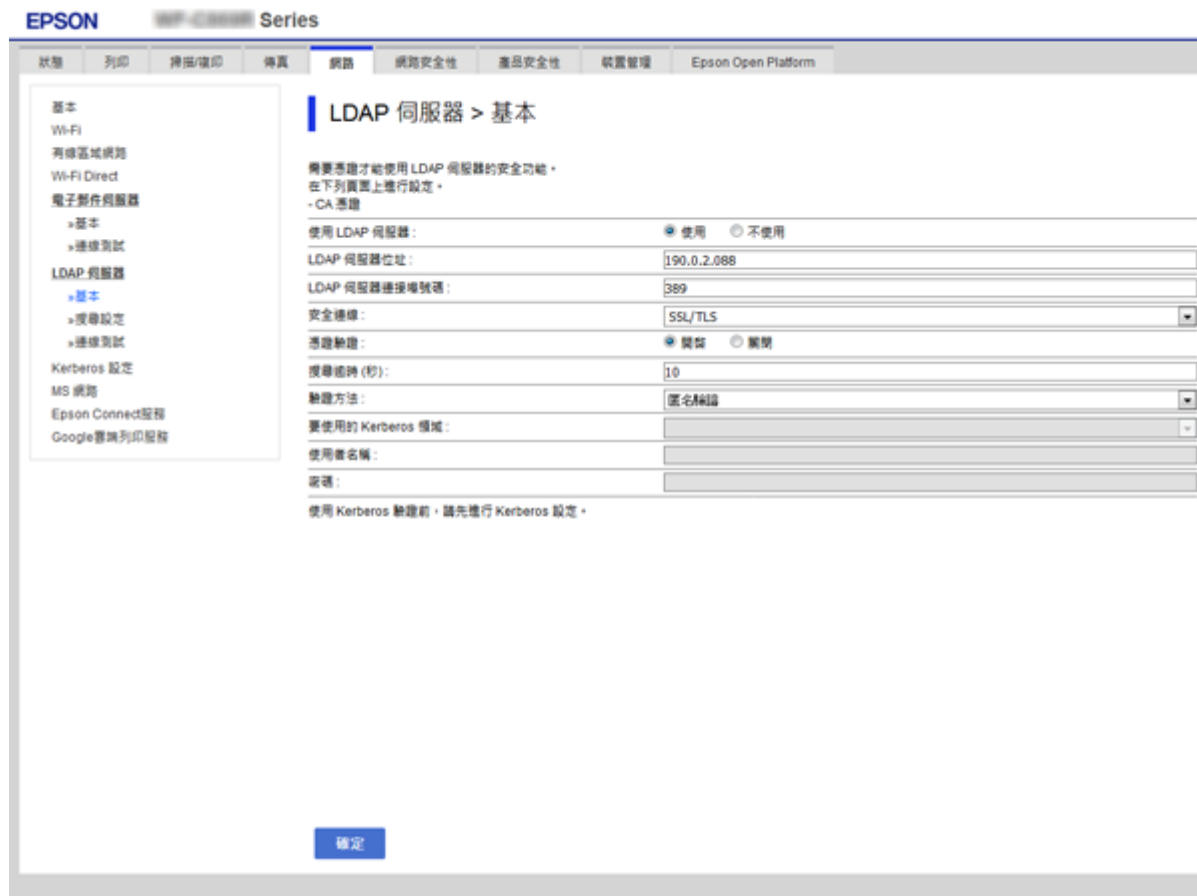 EPSON Series
狀態 列印 掃描/複印 傳真 網路 網路安全性 產品安全性 裝置管理 Epson Open Platform
基本
Wi-Fi
有線區域網路
Wi-Fi Direct
電子郵件伺服器
»基本
»連線測試
LDAP 伺服器
»基本
»搜尋設定
»連線測試
Kerberos 設定
MS 網路
Epson Connect服務
Google雲端列印服務
LDAP 伺服器 > 基本
需要憑證才能使用 LDAP 伺服器的安全功能。
在下列頁面上進行設定。
- CA 憑證
使用 LDAP 伺服器 : 使用 不使用
LDAP 伺服器位址 : 190.0.2.088
LDAP 伺服器連接埠號碼 : 389
安全連線 : SSL/TLS
憑證驗證 : 開啟 關閉
搜尋逾時 (秒) : 10
驗證方法 : 匿名驗證
要使用的 Kerberos 領域 :
使用者名稱 :
密碼 :
使用 Kerberos 驗證前，請先進行 Kerberos 設定。
確定